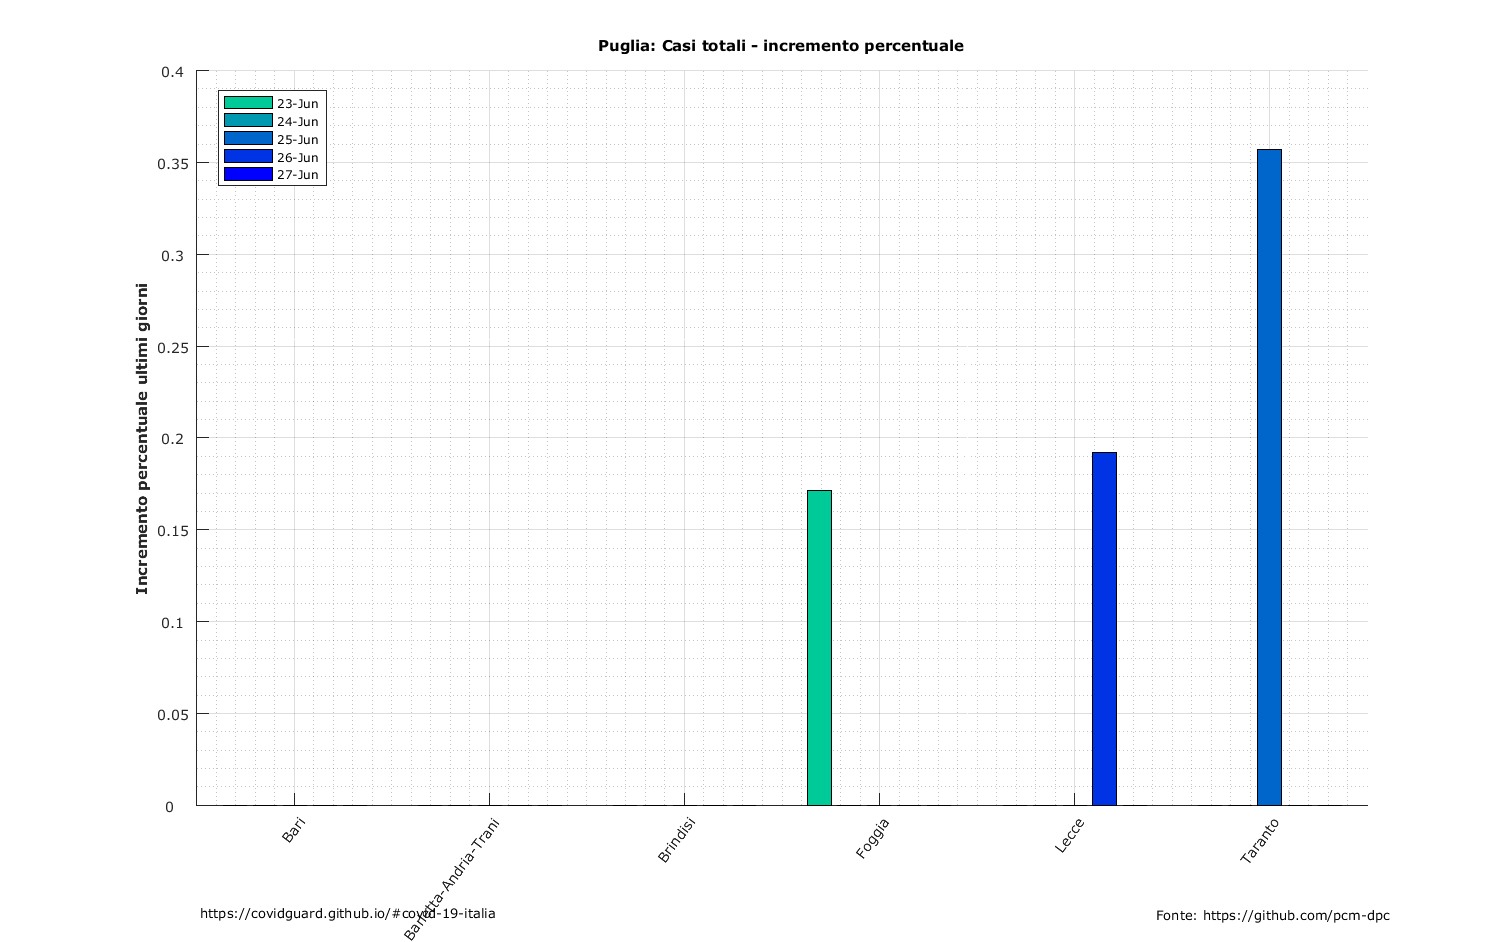 Puglia: Casi totali - incremento percentuale
0.4
0.35
0.3
0.25
0.2
0.15
0.1
0.05
0
Incremento percentuale ultimi giorni
23-Jun
24-Jun
25-Jun
26-Jun
27-Jun
Bari
Barletta-Andria-Trani
Brindisi
Foggia
Lecce
Taranto
https://covidguard.github.io/#covid-19-italia
Fonte: https://github.com/pcm-dpc